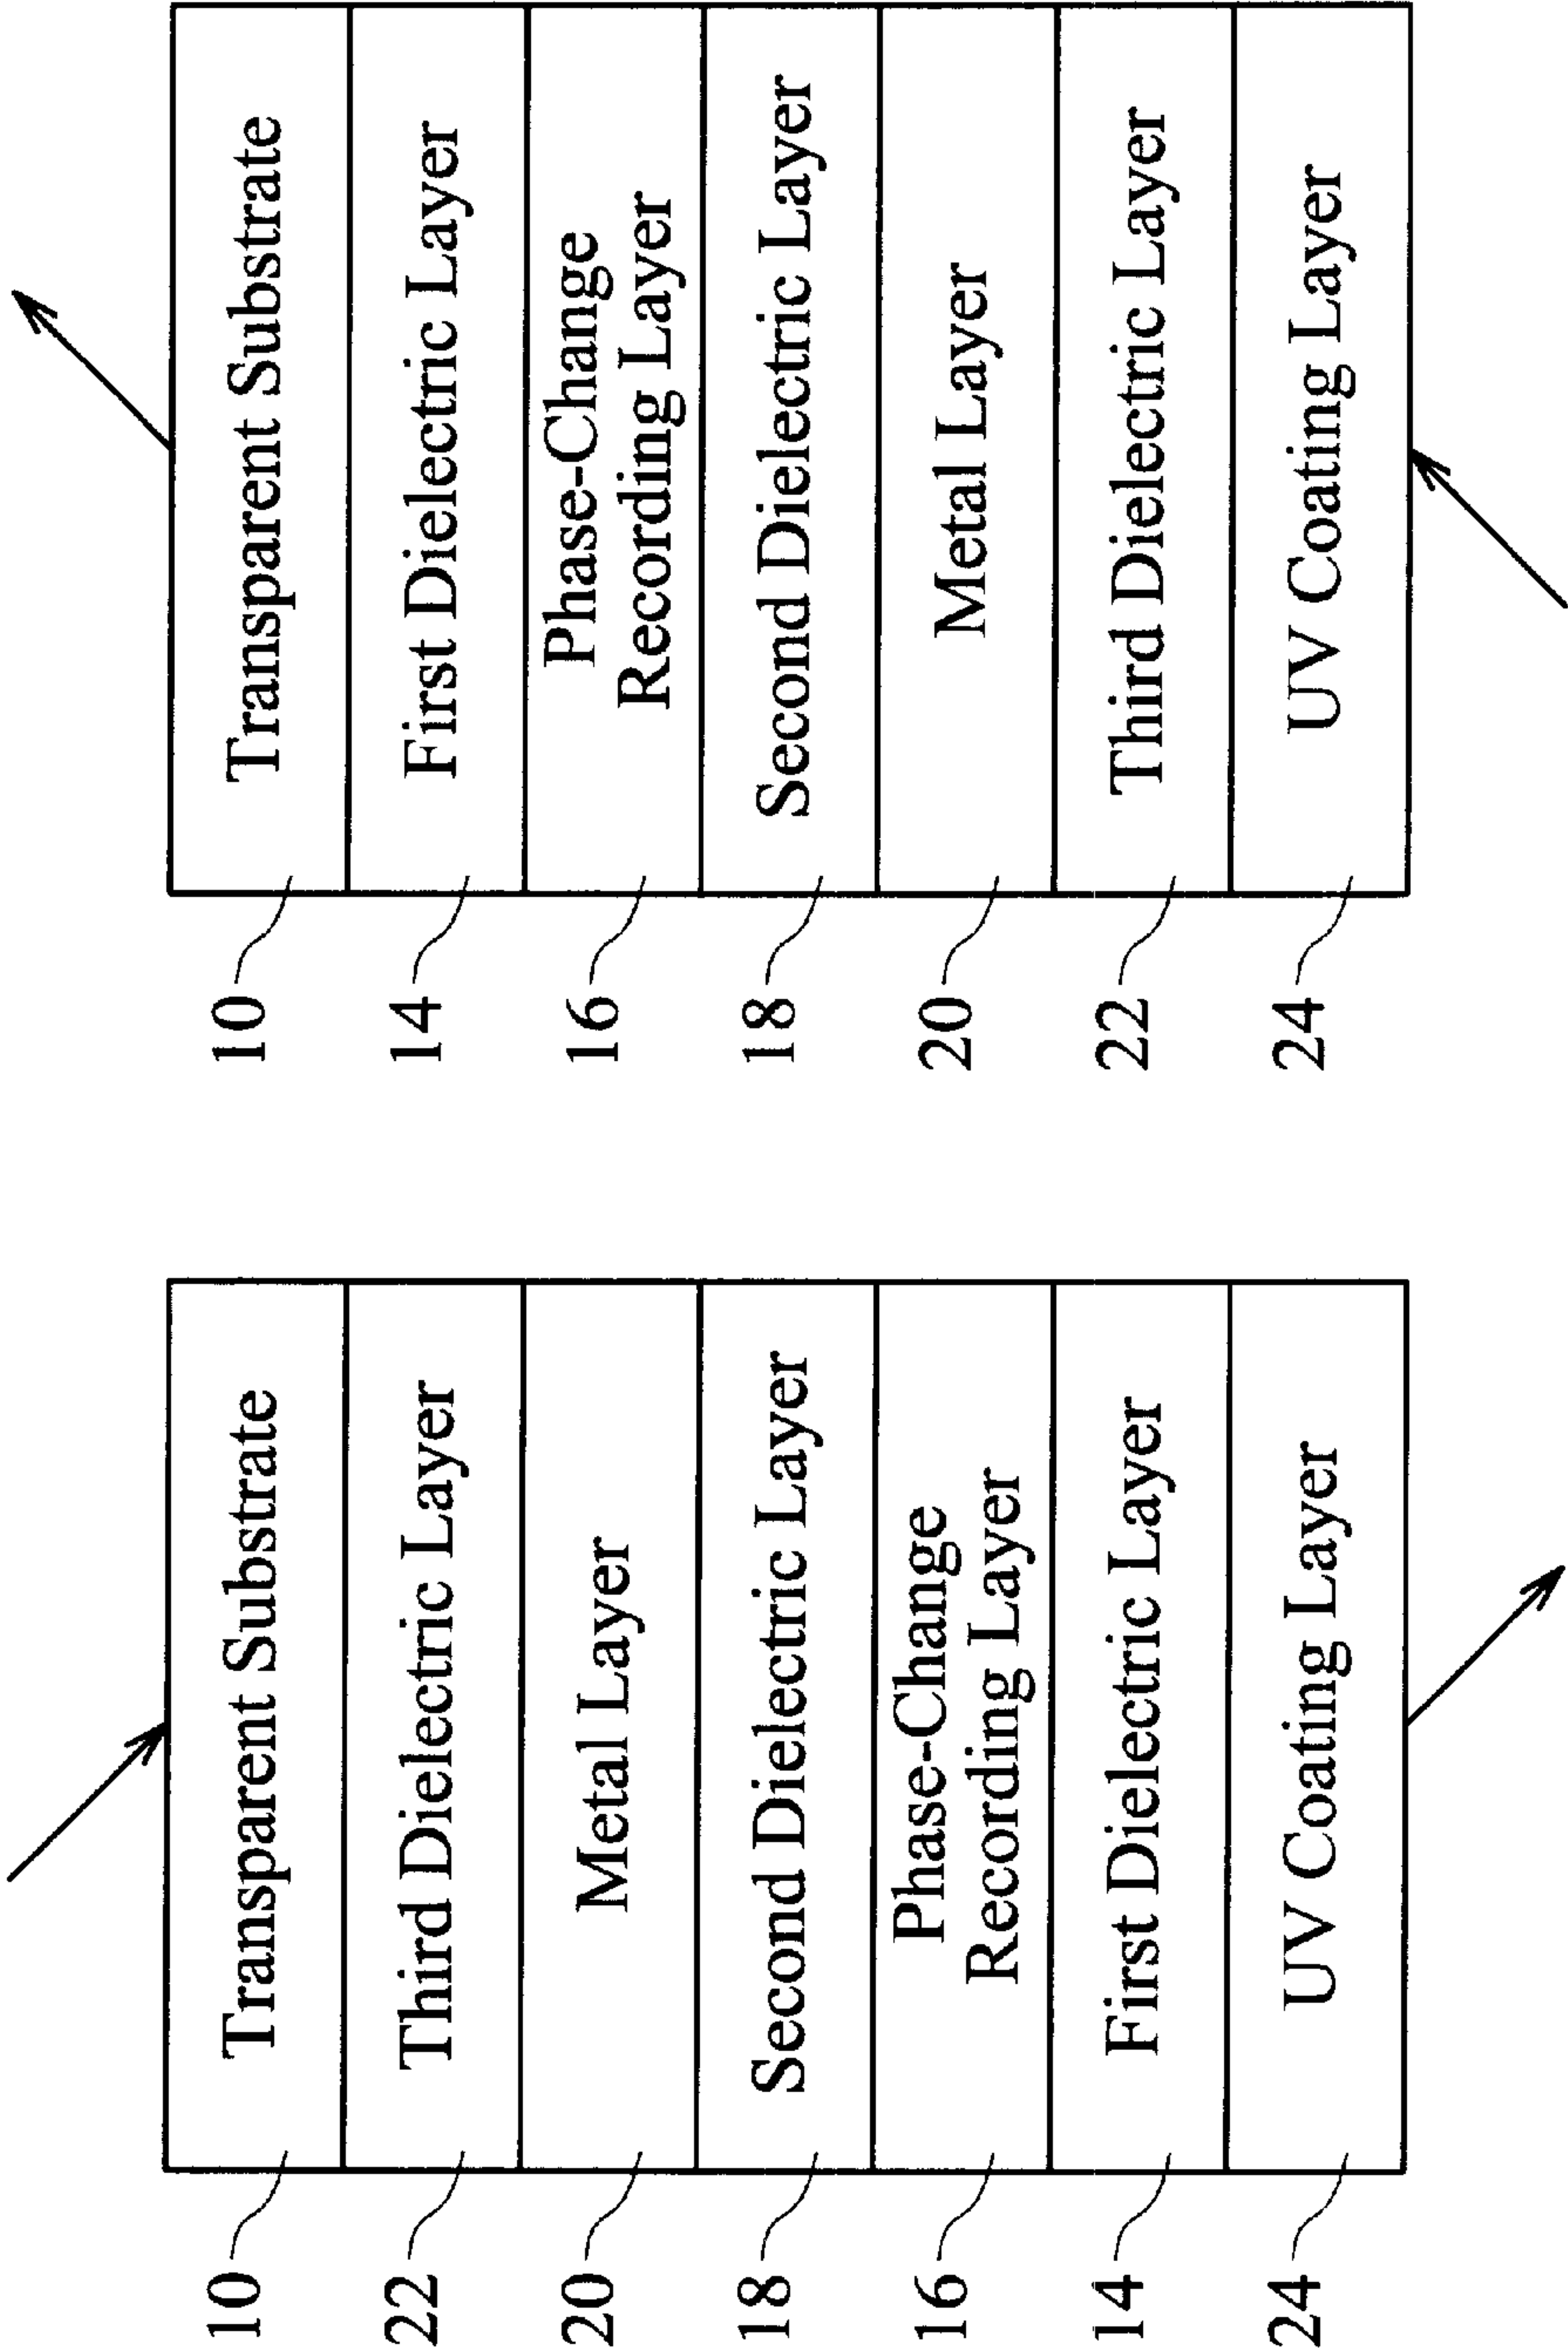 10 Transparent Substrate
22 Third Dielectric Layer
20 Metal Layer
18 Second Dielectric Layer
16 Phase-Change
Recording Layer
14 First Dielectric Layer
24 UV Coating Layer
10 Transparent Substrate
14 First Dielectric Layer
16 Phase-Change
Recording Layer
18 Second Dielectric Layer
20 Metal Layer
22 Third Dielectric Layer
24 UV Coating Layer